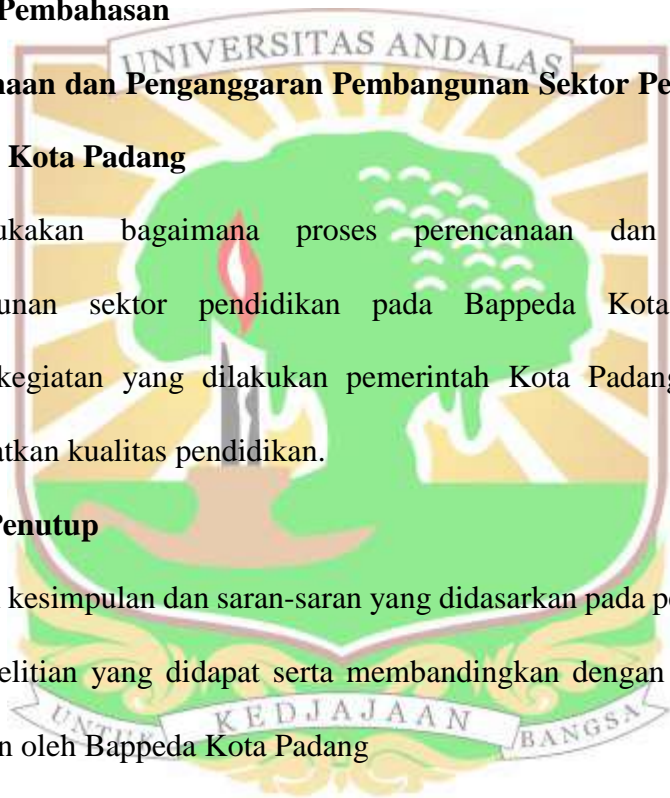 Pembahasan
UNIVERSITAS ANDALAS
naan dan Penganggaran Pembangunan Sektor Pe
Kota Padang
ukakan bagaimana proses perencanaan dan
unan sektor pendidikan pada Bappeda Kota
kegiatan yang dilakukan pemerintah Kota Padang
atkan kualitas pendidikan.
Penutup
kesimpulan dan saran-saran yang didasarkan pada pe
elitian yang didapat serta membandingkan dengan
UNTUK KEDJAJAAN BANGSA
n oleh Bappeda Kota Padang